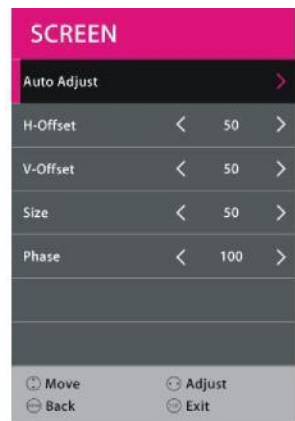 SCREEN
Auto Adjust >
H-Offset < 50 >
V-Offset < 50 >
Size < 50 >
Phase < 100 >
Move Adjust
Back Exit